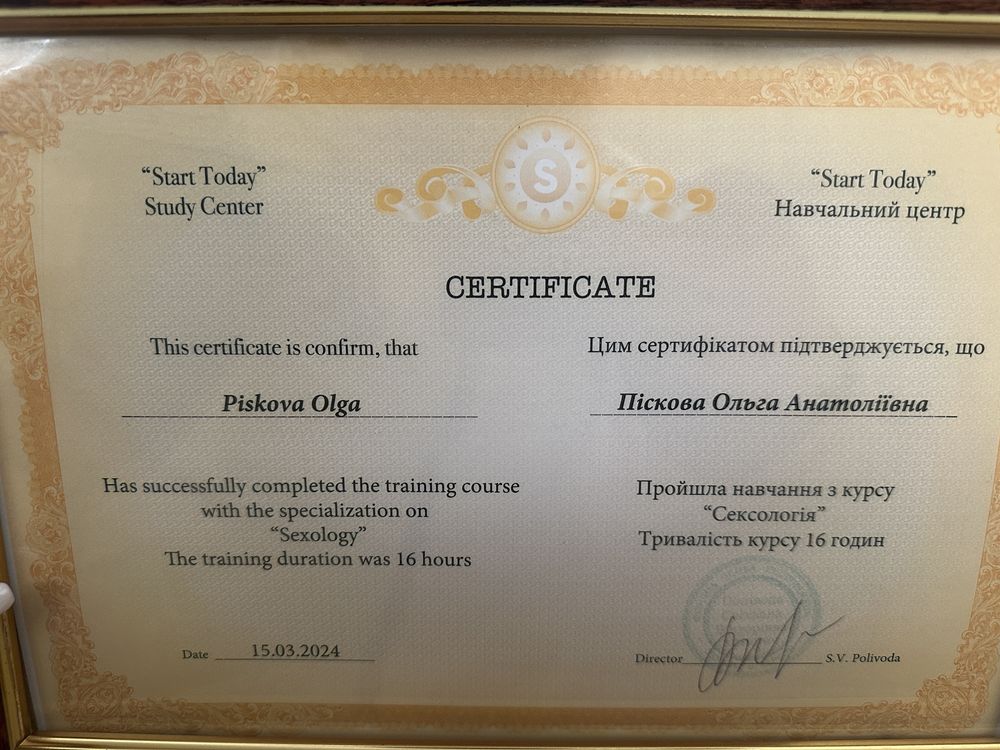 “Start Today”
Study Center
S
“Start Today”
Навчальний центр
CERTIFICATE
This certificate is confirm, that
Piskova Olga
Has successfully completed the training course
with the specialization on
“Sexology”
The training duration was 16 hours
Date 15.03.2024
Цим сертифікатом підтверджується, що
Піскова Ольга Анатоліївна
Пройшла навчання з курсу
“Сексологія”
Тривалість курсу 16 годин
Director S.V. Polivoda